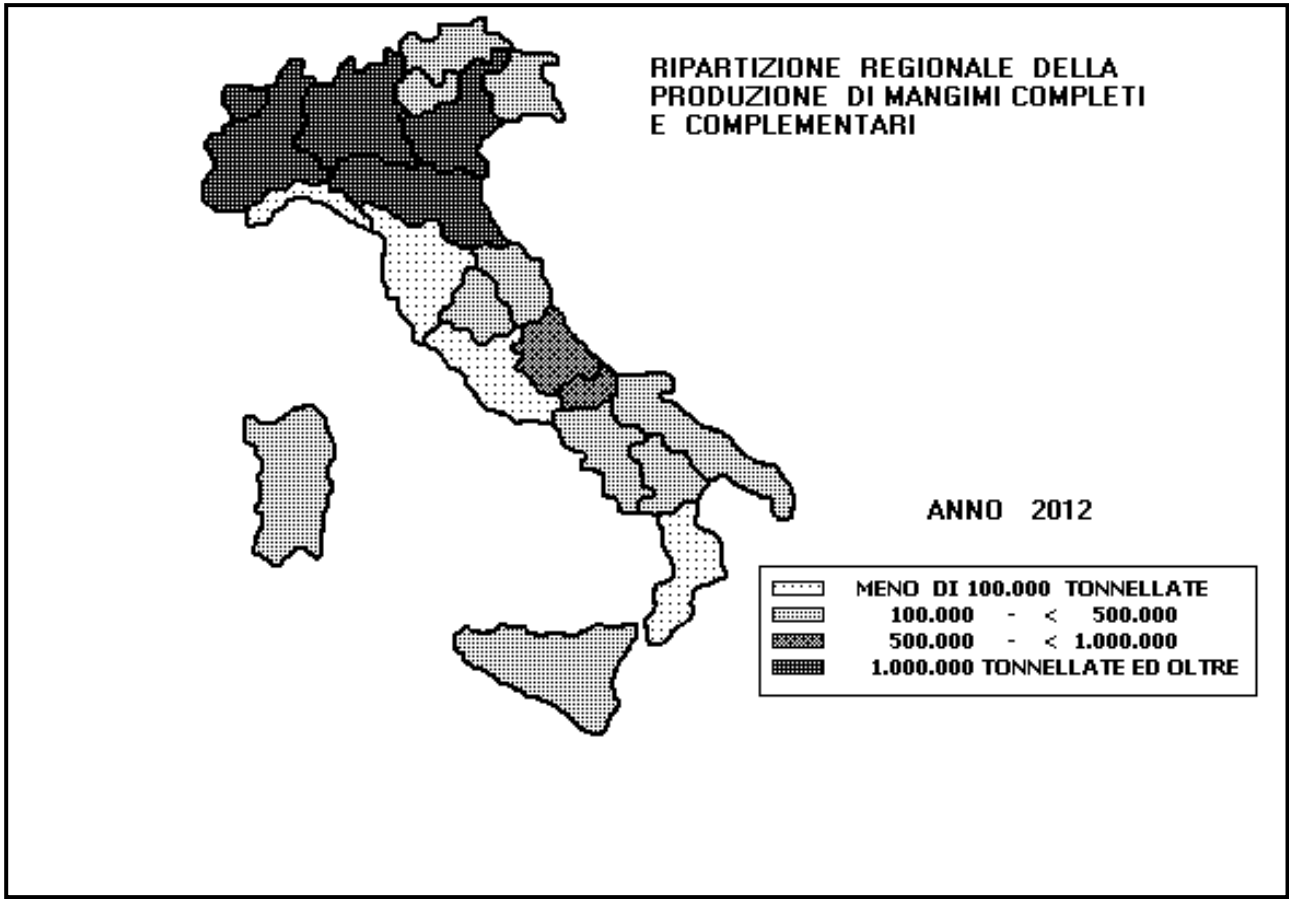 RIPARTIZIONE REGIONALE DELLA
PRODUZIONE DI MANGIMI COMPLETI
E COMPLEMENTARI
ANNO 2012
MENO DI 100.000 TONNELLATE
100.000 - < 500.000
500.000 - < 1.000.000
1.000.000 TONNELLATE ED OLTRE